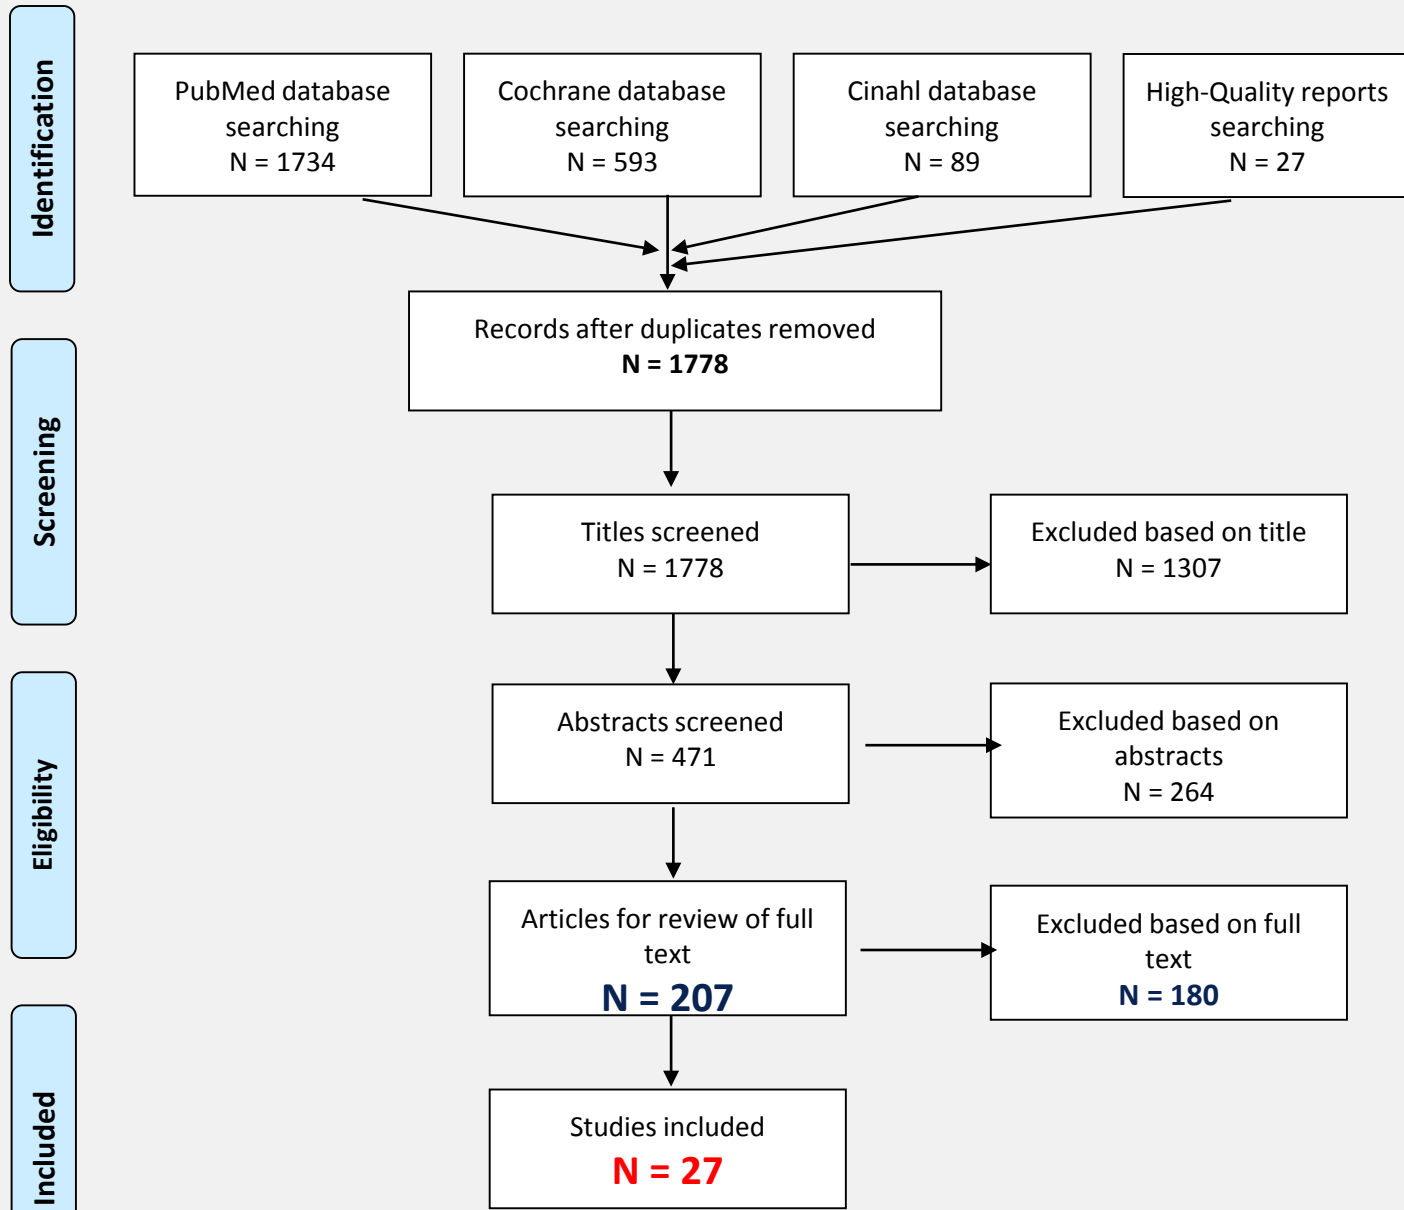 Identification
PubMed database
searching
N = 1734
Cochrane database
searching
N = 593
Cinahl database
searching
N = 89
High-Quality reports
searching
N = 27
Records after duplicates removed
N = 1778
Screening
Titles screened
N = 1778
Excluded based on title
N = 1307
Eligibility
Abstracts screened
N = 471
Excluded based on
abstracts
N = 264
Articles for review of full
text
N = 207
Excluded based on full
text
N = 180
Included
Studies included
N = 27